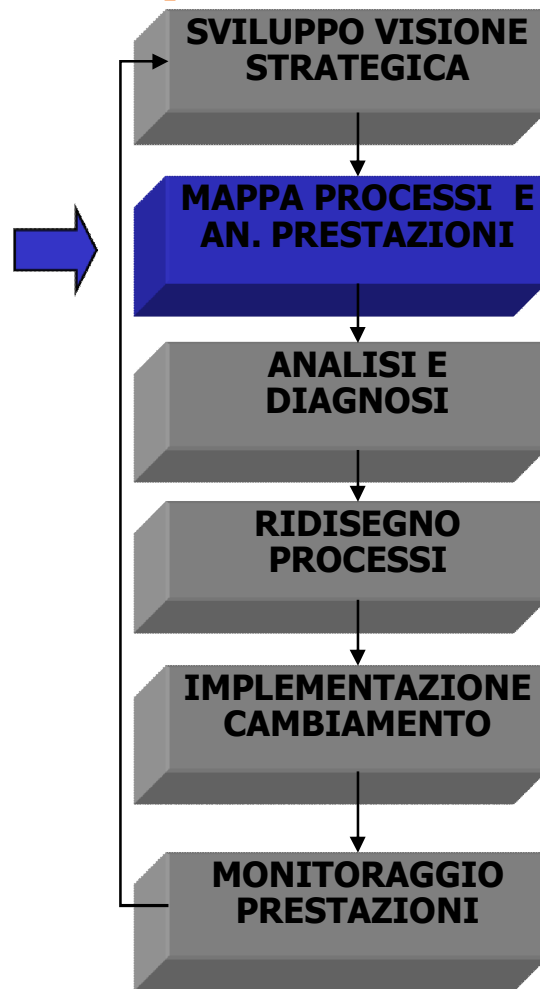 SVILUPPO VISIONE
STRATEGICA
MAPPA PROCESSI E
AN. PRESTAZIONI
ANALISI E
DIAGNOSI
RIDISEGNO
PROCESSI
IMPLEMENTAZIONE
CAMBIAMENTO
MONITORAGGIO
PRESTAZIONI